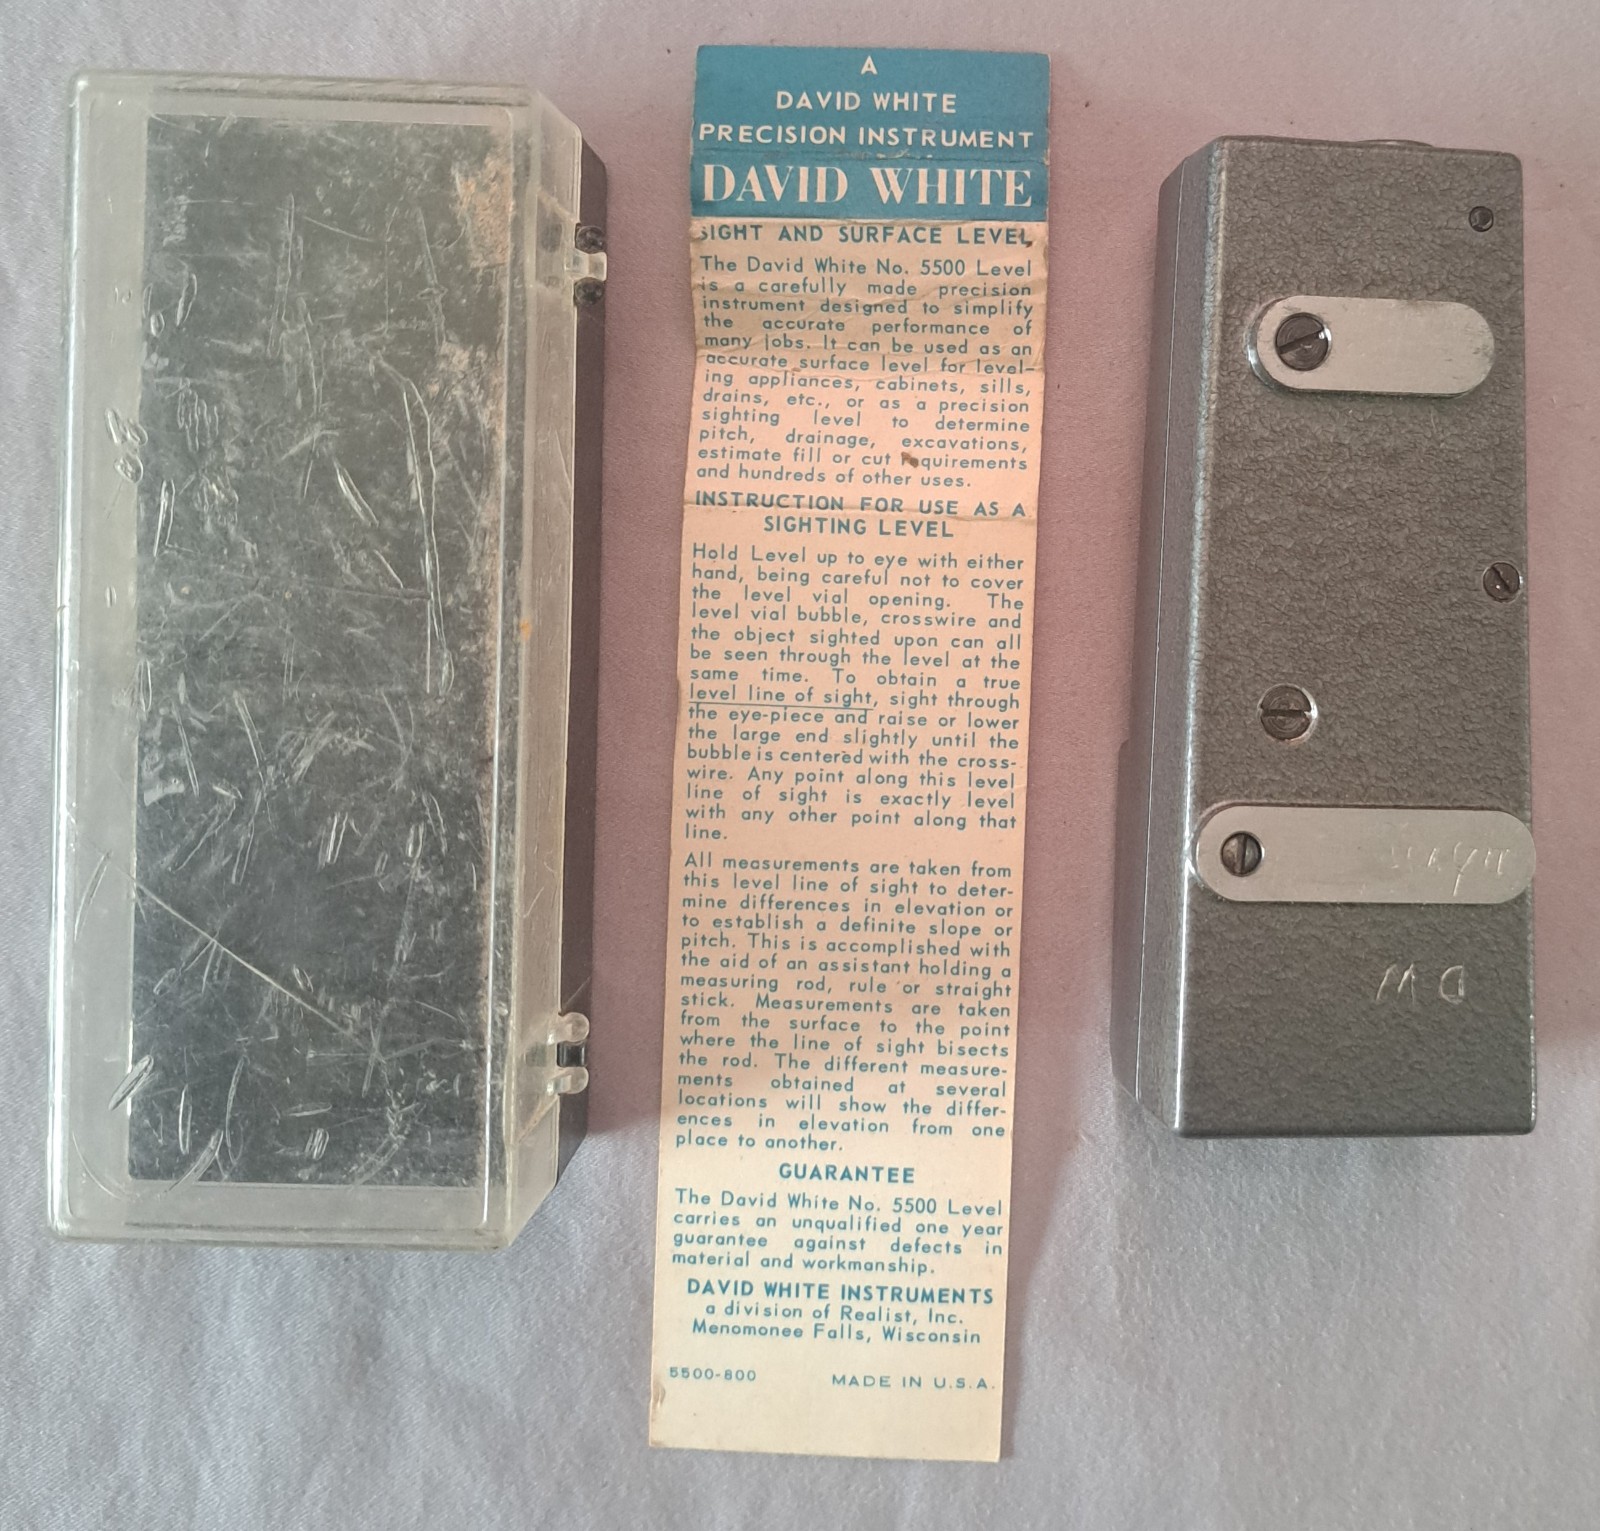 A
DAVID WHITE
PRECISION INSTRUMENT
DAVID WHITE
SIGHT AND SURFACE LEVEL
The David White No. 5500 Level
is a carefully made precision
instrument designed to simplify
the accurate performance of
many jobs. It can be used as an
accurate surface level for level-
ing appliances, cabinets, sills,
drains, etc., or as a precision
sighting level to determine
pitch, drainage, excavations,
estimate fill or cut requirements
and hundreds of other uses.
INSTRUCTION FOR USE AS A
SIGHTING LEVEL
Hold Level up to eye with either
hand, being careful not to cover
the level vial opening. The
level vial bubble, crosswire and
the object sighted upon can all
be seen through the level at the
same time. To obtain a true
level line of sight, sight through
the eye-piece and raise or lower
the large end slightly until the
bubble is centered with the cross-
wire. Any point along this level
line of sight is exactly level
with any other point along that
line.
All measurements are taken from
this level line of sight to deter-
mine differences in elevation or
to establish a definite slope or
pitch. This is accomplished with
the aid of an assistant holding a
measuring rod, rule or straight
stick. Measurements are taken
from the surface to the point
where the line of sight bisects
the rod. The different measure-
ments obtained at several
locations will show the differ-
ences in elevation from one
place to another.
GUARANTEE
The David White No. 5500 Level
carries an unqualified one year
guarantee against defects in
material and workmanship.
DAVID WHITE INSTRUMENTS
a division of Realist, Inc.
Menomonee Falls, Wisconsin
5500-800 MADE IN U.S.A.